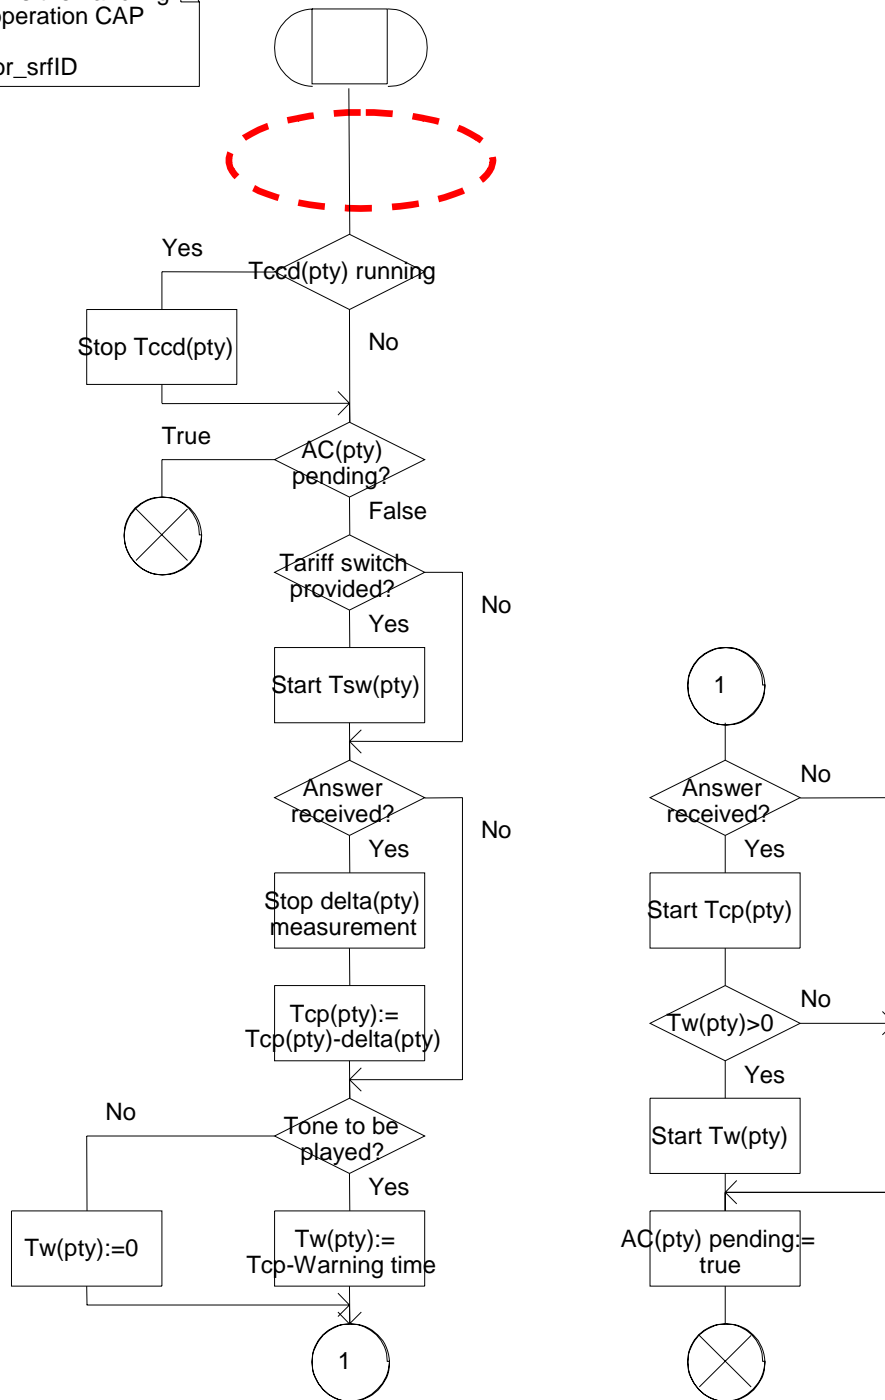 operation CAP
or_srfID
Yes
Tccd(pty) running
Stop Tccd(pty)
No
True
AC(pty)
pending?
False
Tariff switch
provided?
No
Yes
Start Tsw(pty)
Answer
received?
No
Yes
Stop delta(pty)
measurement
Tcp(pty):=
Tcp(pty)-delta(pty)
No
Tone to be
played?
Yes
Tw(pty):=0
Tw(pty):=
Tcp-Warning time
1
1
Answer
received?
No
Yes
Start Tcp(pty)
Tw(pty)>0
No
Yes
Start Tw(pty)
AC(pty) pending:=
true